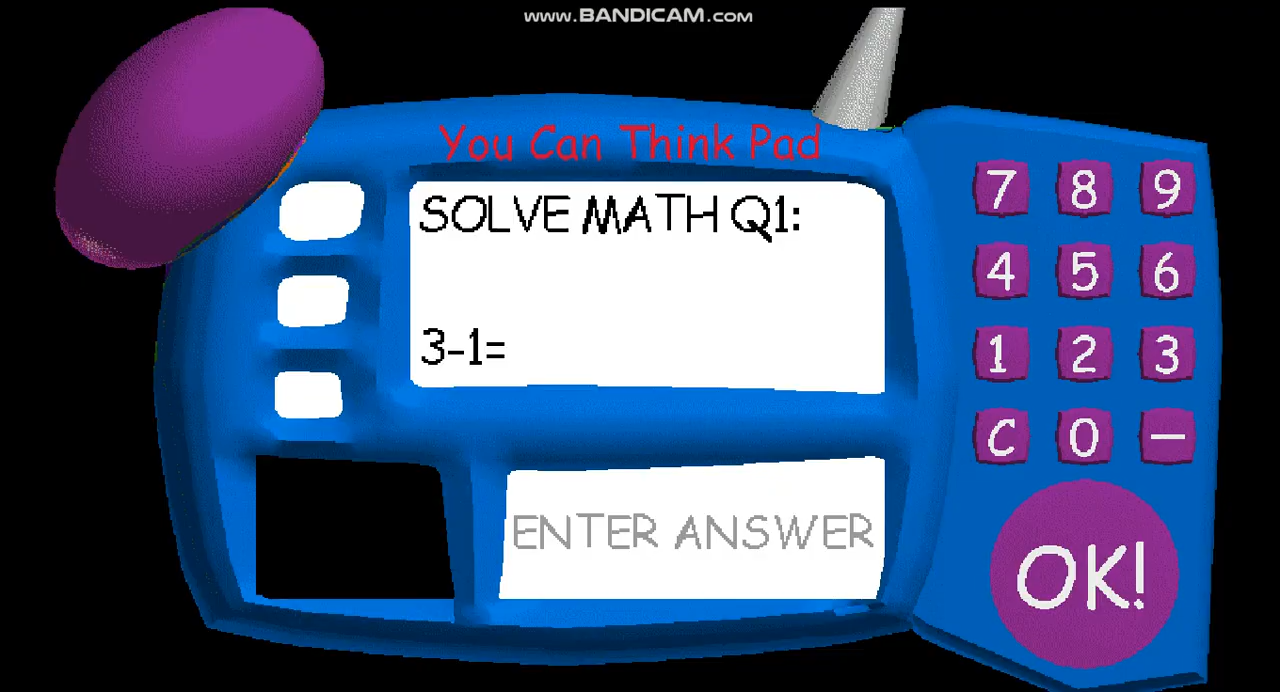 www.BANDICAM.com
You Can Think Pad
SOLVE MATH Q1:
3-1=
ENTER ANSWER
7 8 9
4 5 6
1 2 3
C 0 —
OK!